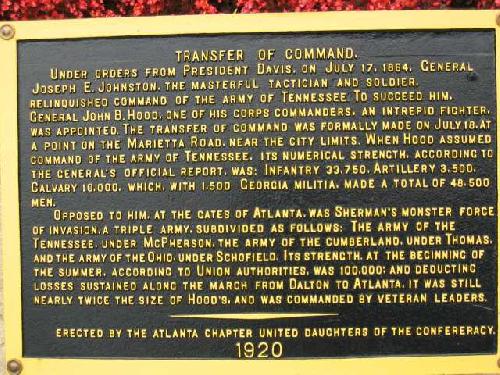 TRANSFER OF COMMAND.
UNDER ORDERS FROM PRESIDENT DAVIS, ON JULY 17, 1864, GENERAL
JOSEPH E. JOHNSTON, THE MASTERFUL TACTICIAN AND SOLDIER,
RELINQUISHED COMMAND OF THE ARMY OF TENNESSEE. TO SUCCEED HIM,
GENERAL JOHN B. HOOD, ONE OF HIS CORPS COMMANDERS, AN INTREPID FIGHTER,
WAS APPOINTED. THE TRANSFER OF COMMAND WAS FORMALLY MADE ON JULY 18, AT
A POINT ON THE MARIETTA ROAD, NEAR THE CITY LIMITS. WHEN HOOD ASSUMED
COMMAND OF THE ARMY OF TENNESSEE, ITS NUMERICAL STRENGTH, ACCORDING TO
THE GENERAL'S OFFICIAL REPORT, WAS: INFANTRY 33,750, ARTILLERY 3,500,
CALVARY 10,000, WHICH, WITH 1,500 GEORGIA MILITIA, MADE A TOTAL OF 48,500
MEN.
OPPOSED TO HIM, AT THE GATES OF ATLANTA, WAS SHERMAN'S MONSTER FORCE
OF INVASION, A TRIPLE ARMY, SUBDIVIDED AS FOLLOWS: THE ARMY OF THE
TENNESSEE, UNDER MCPHERSON, THE ARMY OF THE CUMBERLAND, UNDER THOMAS,
AND THE ARMY OF THE OHIO, UNDER SCHOFIELD. ITS STRENGTH, AT THE BEGINNING OF
THE SUMMER, ACCORDING TO UNION AUTHORITIES, WAS 100,000; AND DEDUCTING
LOSSES SUSTAINED ALONG THE MARCH FROM DALTON TO ATLANTA, IT WAS STILL
NEARLY TWICE THE SIZE OF HOOD'S, AND WAS COMMANDED BY VETERAN LEADERS.
ERECTED BY THE ATLANTA CHAPTER UNITED DAUGHTERS OF THE CONFERERACY.
1920